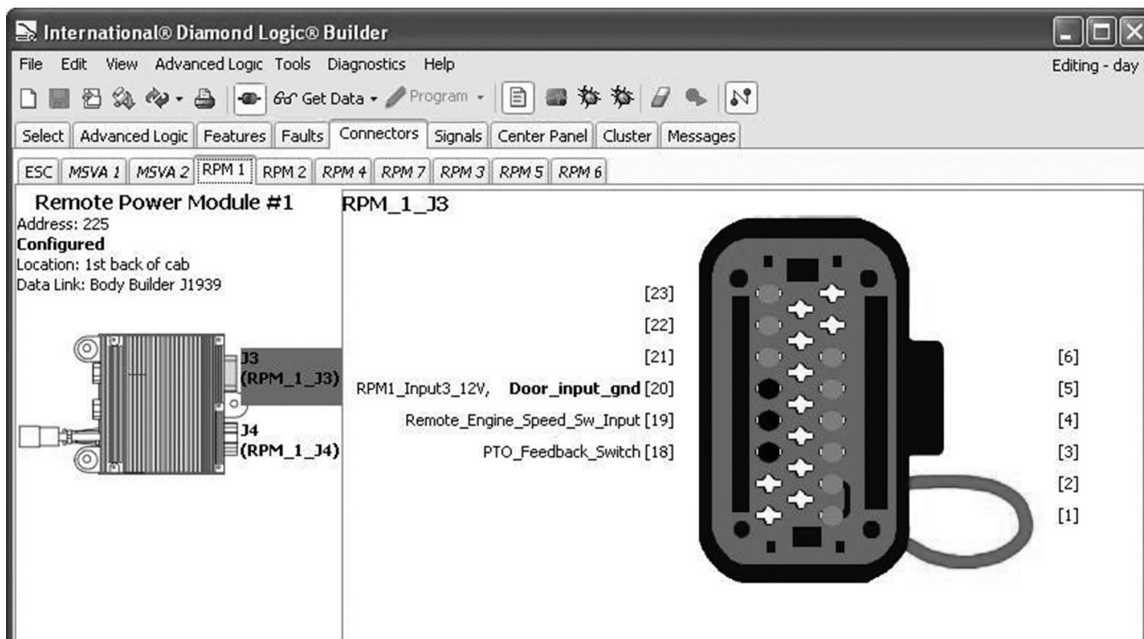 International® Diamond Logic® Builder
File Edit View Advanced Logic Tools Diagnostics Help
Editing - day
Get Data Program
Select Advanced Logic Features Faults Connectors Signals Center Panel Cluster Messages
ESC MSVA 1 MSVA 2 RPM 1 RPM 2 RPM 4 RPM 7 RPM 3 RPM 5 RPM 6
Remote Power Module #1
Address: 225
Configured
Location: 1st back of cab
Data Link: Body Builder J1939
J3
(RPM_1_J3)
J4
(RPM_1_J4)
RPM_1_J3
[23]
[22]
[21]
RPM1_Input3_12V, Door_input_gnd [20]
Remote_Engine_Speed_Sw_Input [19]
PTO_Feedback_Switch [18]
[6]
[5]
[4]
[3]
[2]
[1]